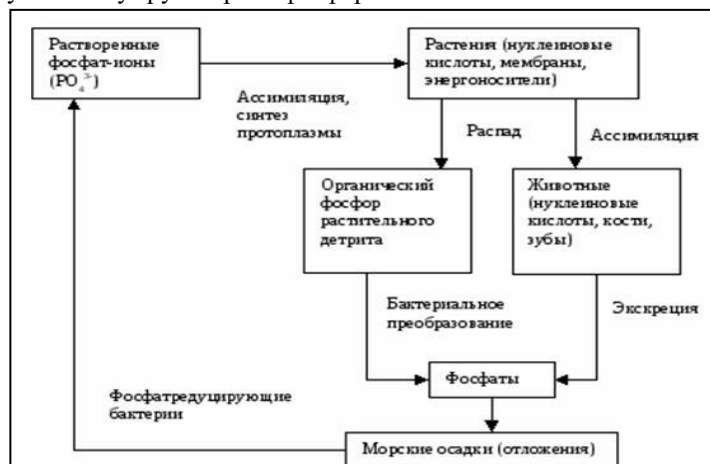 Растворенные
фосфат-ионы
(PO₄³⁻)
Растения (нуклеиновые
кислоты, мембраны,
энергоносители)
Ассимиляция,
синтез
протоплазмы
Распад
Ассимиляция
Органический
фосфор
растительного
детрита
Животные
(нуклеиновые
кислоты, кости,
зубы)
Бактериальное
преобразование
Экскреция
Фосфаты
Фосфатредуцирующие
бактерии
Морские осадки (отложения)